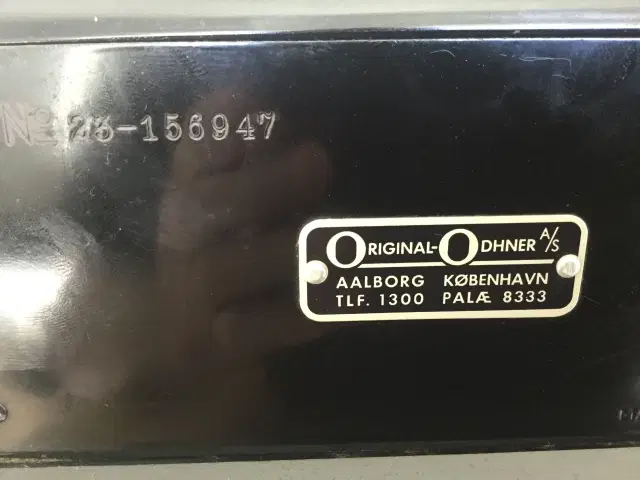 № 23-156947
ORIGINAL-ODHNER A/S
AALBORG KØBENHAVN
TLF. 1300 PALÆ 8333